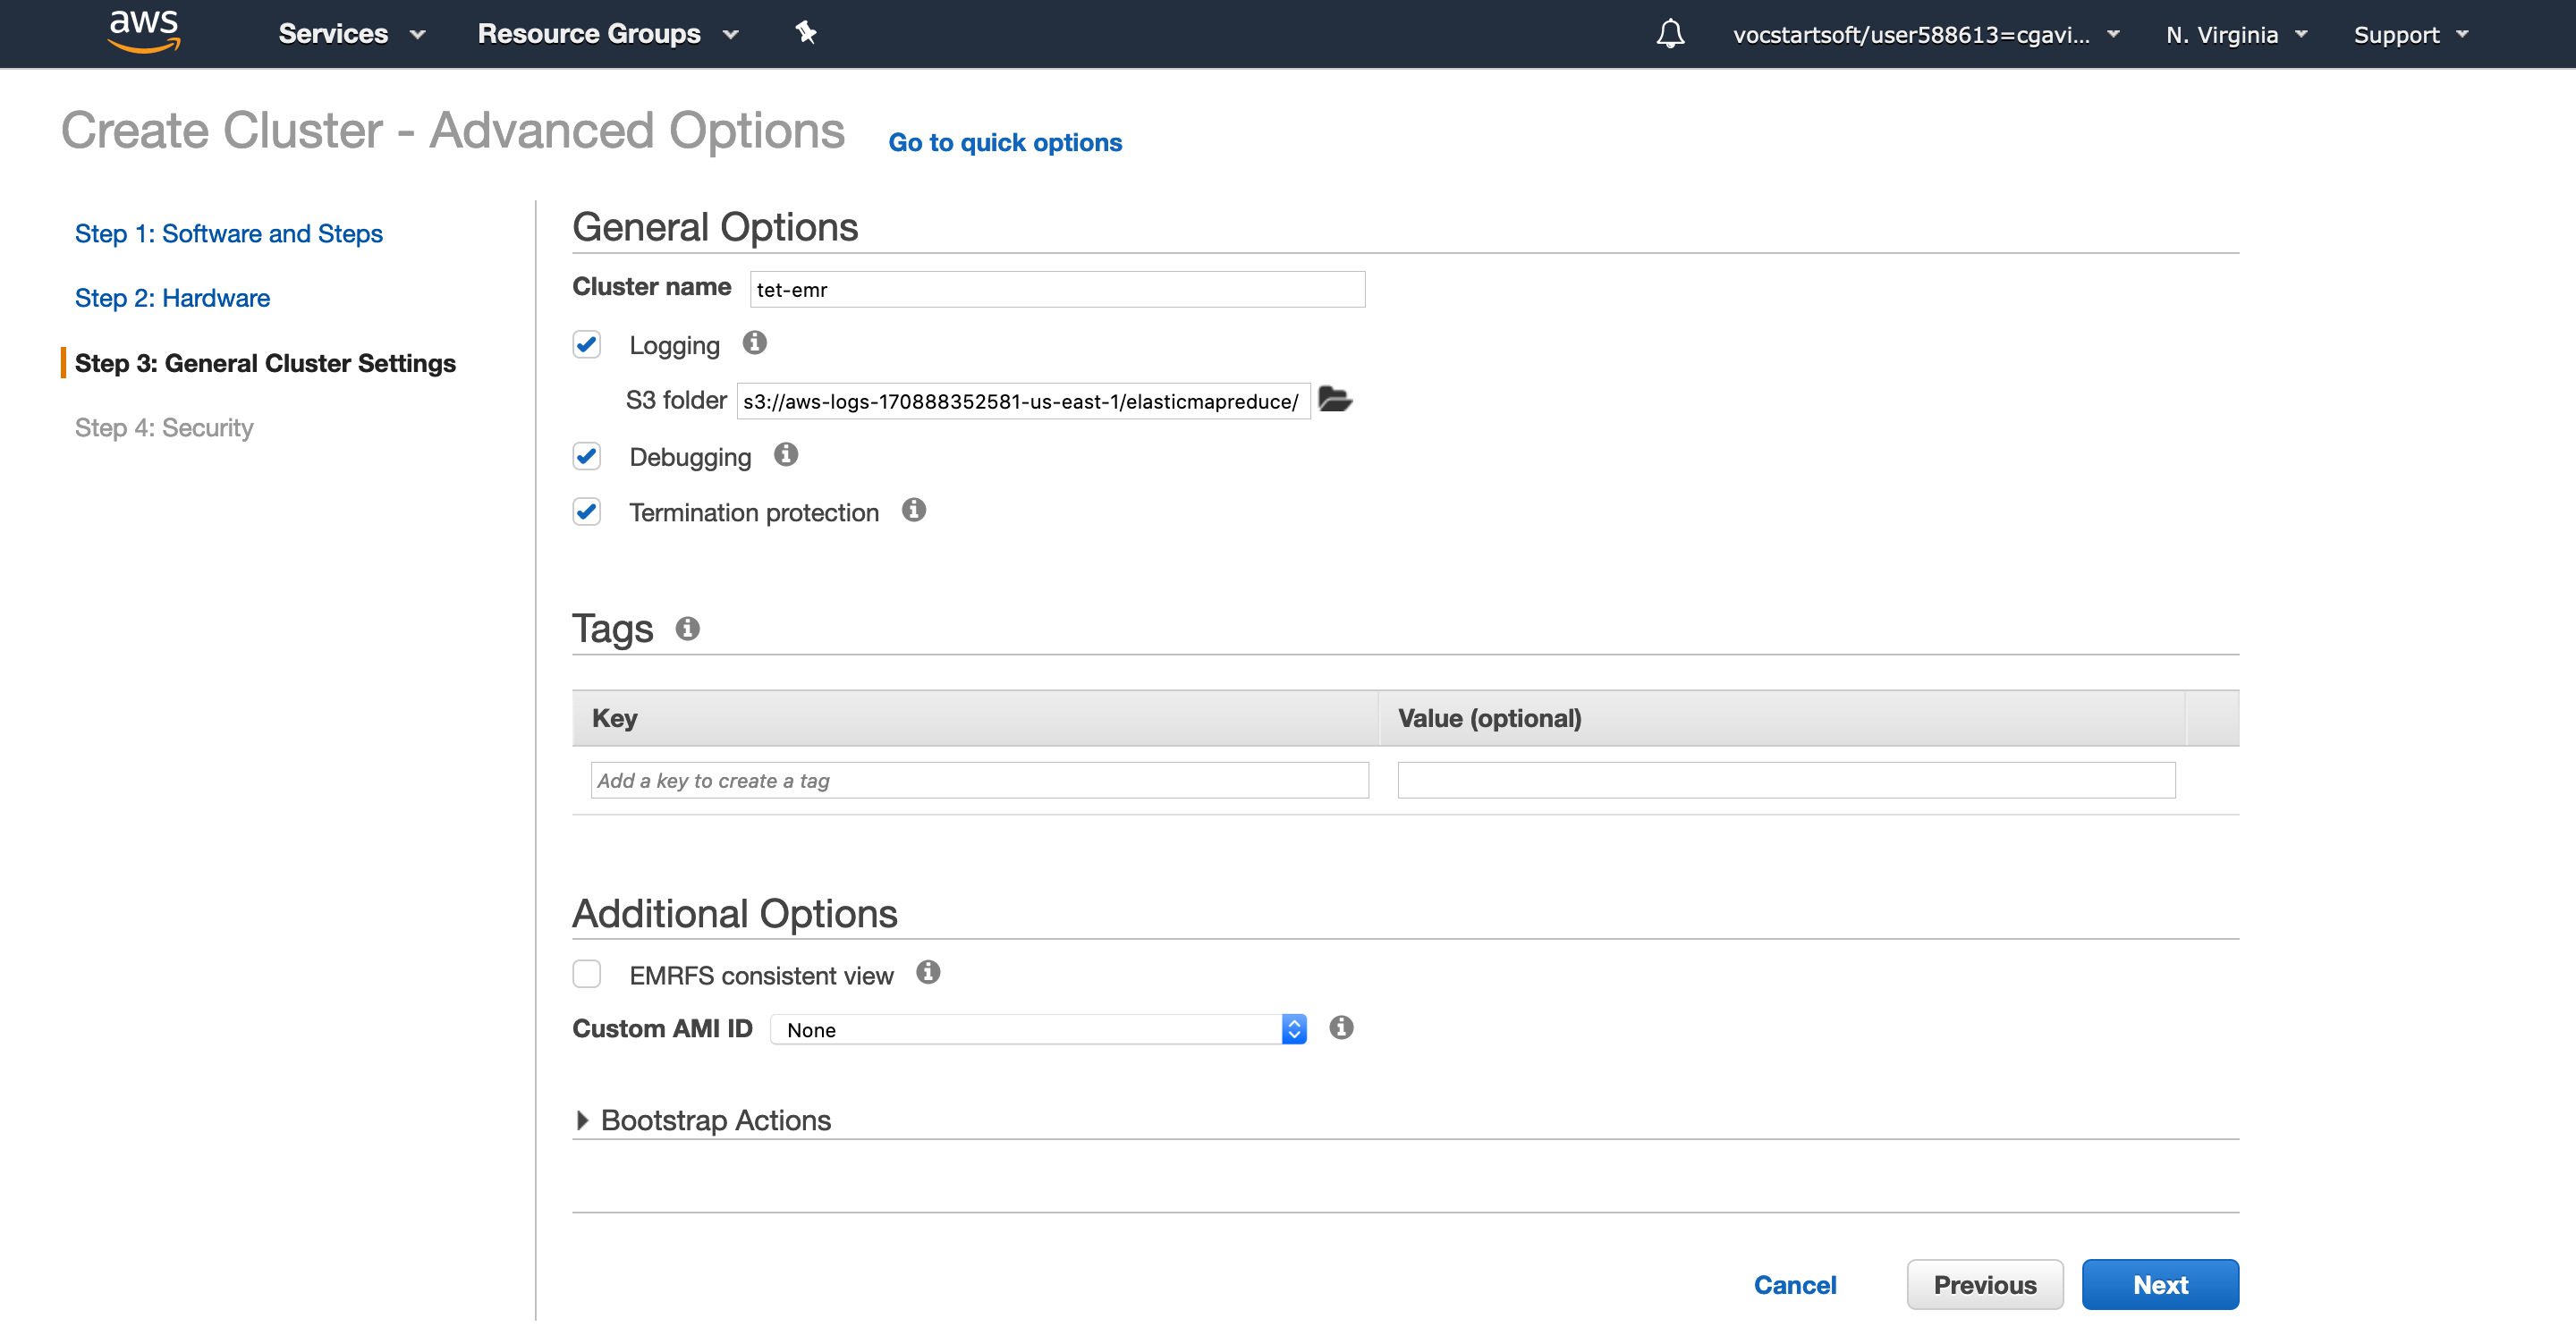 aws Services Resource Groups vocstartsoft/user588613=cgavi... N. Virginia Support
Create Cluster - Advanced Options Go to quick options
Step 1: Software and Steps
Step 2: Hardware
Step 3: General Cluster Settings
Step 4: Security
General Options
Cluster name tet-emr
Logging
S3 folder s3://aws-logs-170888352581-us-east-1/elasticmapreduce/
Debugging
Termination protection
Tags
Key Value (optional)
Add a key to create a tag
Additional Options
EMRFS consistent view
Custom AMI ID None
Bootstrap Actions
Cancel Previous Next